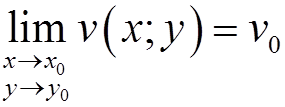 lim v(x;y) = v₀
x→x₀
y→y₀